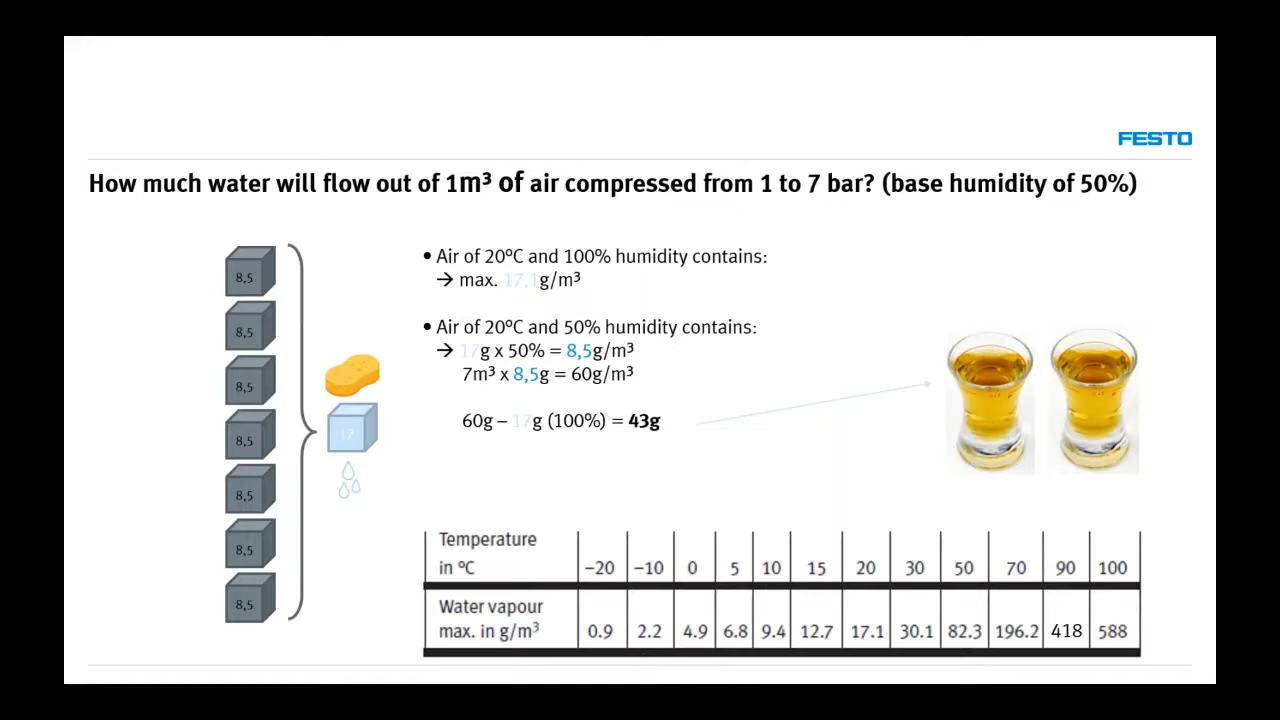 FESTO
How much water will flow out of 1m³ of air compressed from 1 to 7 bar? (base humidity of 50%)
8,5
8,5
8,5
8,5
8,5
8,5
8,5
17
• Air of 20ºC and 100% humidity contains:
→ max. 17,1g/m³
• Air of 20ºC and 50% humidity contains:
→ 17g x 50% = 8,5g/m³
7m³ x 8,5g = 60g/m³
60g – 17g (100%) = 43g
Temperature
in ºC −20 −10 0 5 10 15 20 30 50 70 90 100
Water vapour
max. in g/m³ 0.9 2.2 4.9 6.8 9.4 12.7 17.1 30.1 82.3 196.2 418 588